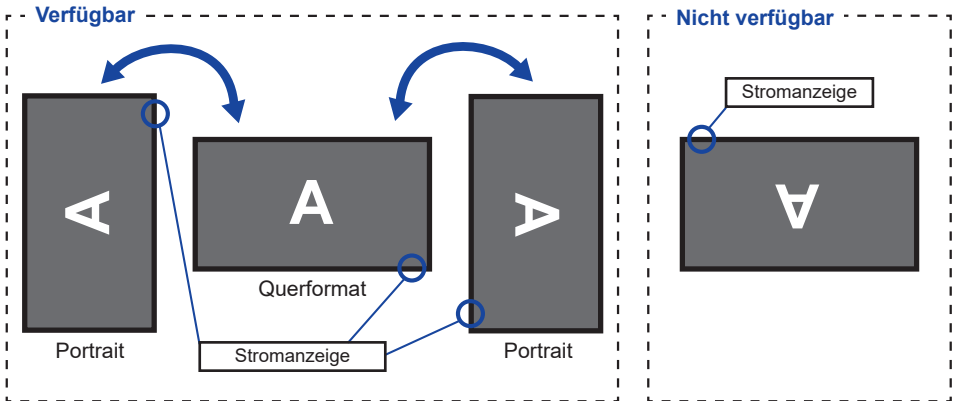 Verfügbar
Nicht verfügbar
Stromanzeige
A
A
A
A
Querformat
Portrait
Stromanzeige
Portrait